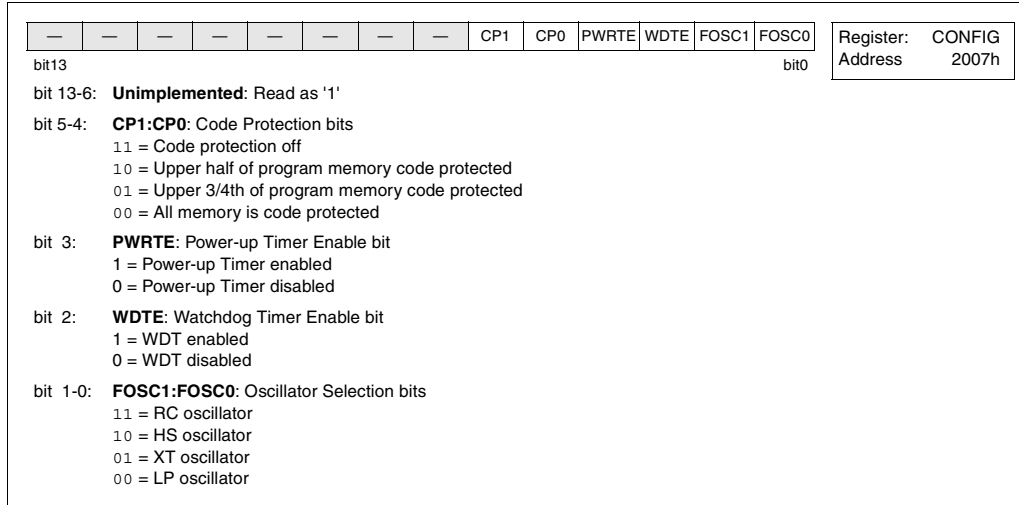 — — — — — — — — CP1 CP0 PWRTE WDTE FOSC1 FOSC0
bit13 bit0
Register: CONFIG
Address 2007h
bit 13-6: Unimplemented: Read as '1'
bit 5-4: CP1:CP0: Code Protection bits
11 = Code protection off
10 = Upper half of program memory code protected
01 = Upper 3/4th of program memory code protected
00 = All memory is code protected
bit 3: PWRTE: Power-up Timer Enable bit
1 = Power-up Timer enabled
0 = Power-up Timer disabled
bit 2: WDTE: Watchdog Timer Enable bit
1 = WDT enabled
0 = WDT disabled
bit 1-0: FOSC1:FOSC0: Oscillator Selection bits
11 = RC oscillator
10 = HS oscillator
01 = XT oscillator
00 = LP oscillator